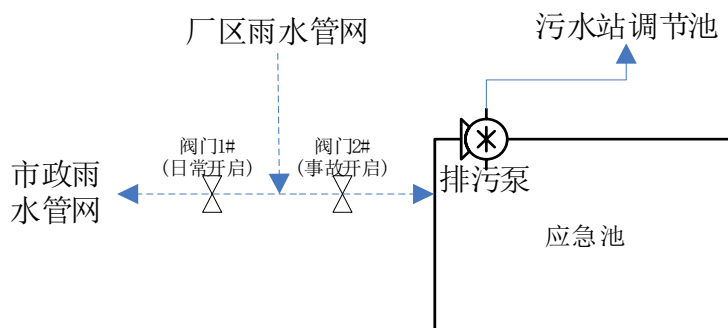 厂区雨水管网
污水站调节池
阀门1#
(日常开启)
阀门2#
(事故开启)
市政雨
水管网
排污泵
应急池